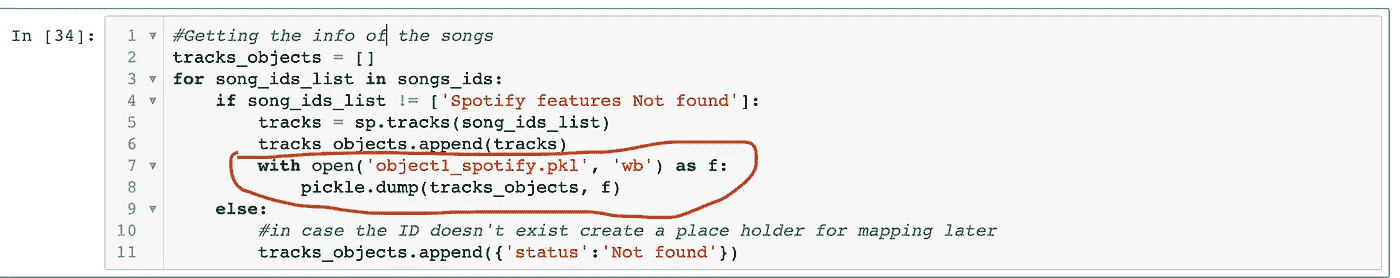 In [34]:
1 #Getting the info of the songs
2 tracks_objects = []
3 for song_ids_list in songs_ids:
4     if song_ids_list != ['Spotify features Not found']:
5         tracks = sp.tracks(song_ids_list)
6         tracks_objects.append(tracks)
7         with open('object1_spotify.pkl', 'wb') as f:
8             pickle.dump(tracks_objects, f)
9     else:
10         #in case the ID doesn't exist create a place holder for mapping later
11         tracks_objects.append({'status':'Not found'})